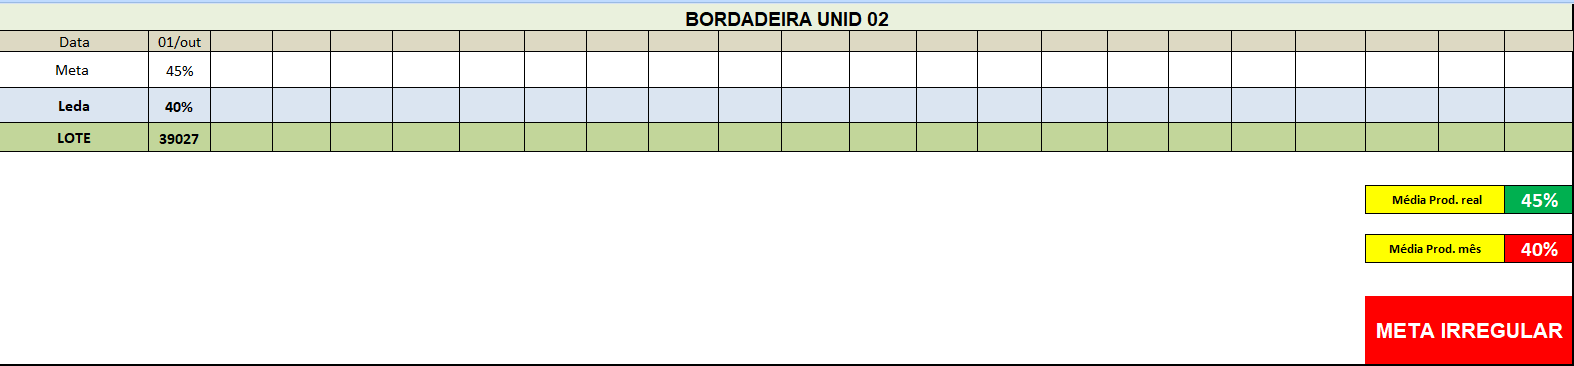 BORDADEIRA UNID 02
Data 01/out
Meta 45%
Leda 40%
LOTE 39027
Média Prod. real 45%
Média Prod. mês 40%
META IRREGULAR